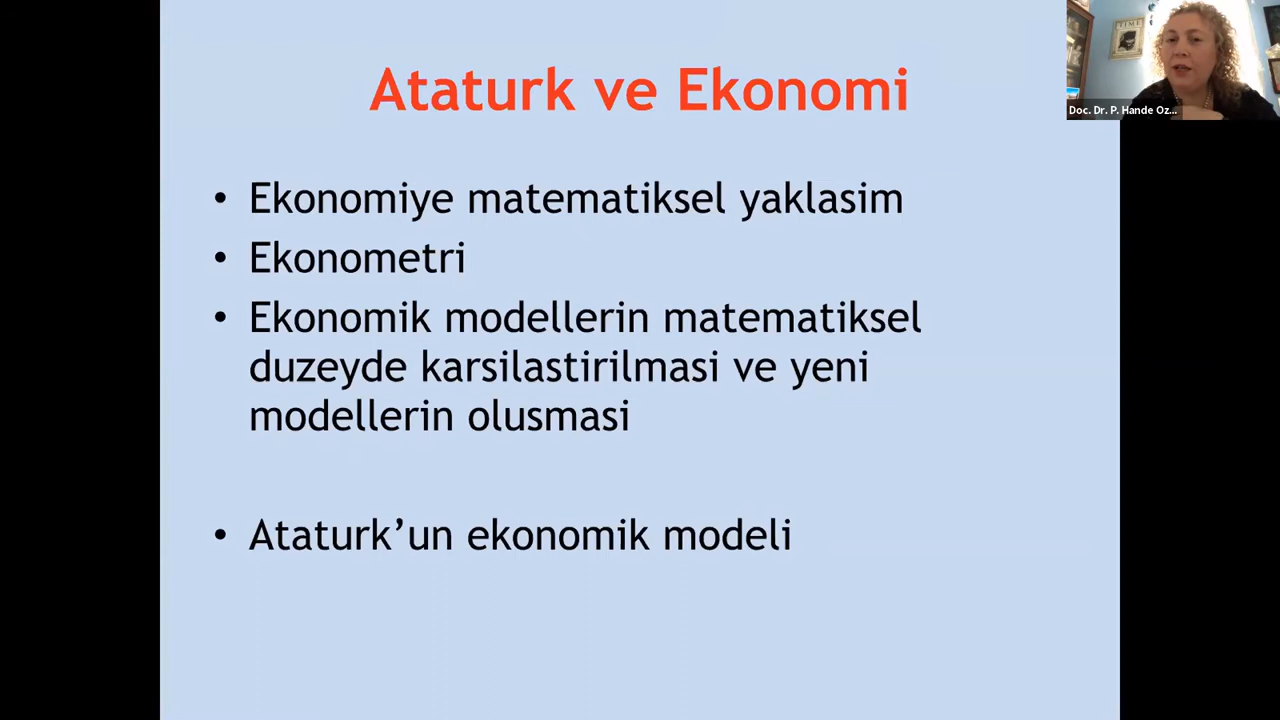 Ataturk ve Ekonomi
• Ekonomiye matematiksel yaklasim
• Ekonometri
• Ekonomik modellerin matematiksel
duzeyde karsilastirilmasi ve yeni
modellerin olusmasi
• Ataturk’un ekonomik modeli
TIME
Doc. Dr. P. Hande Oz...